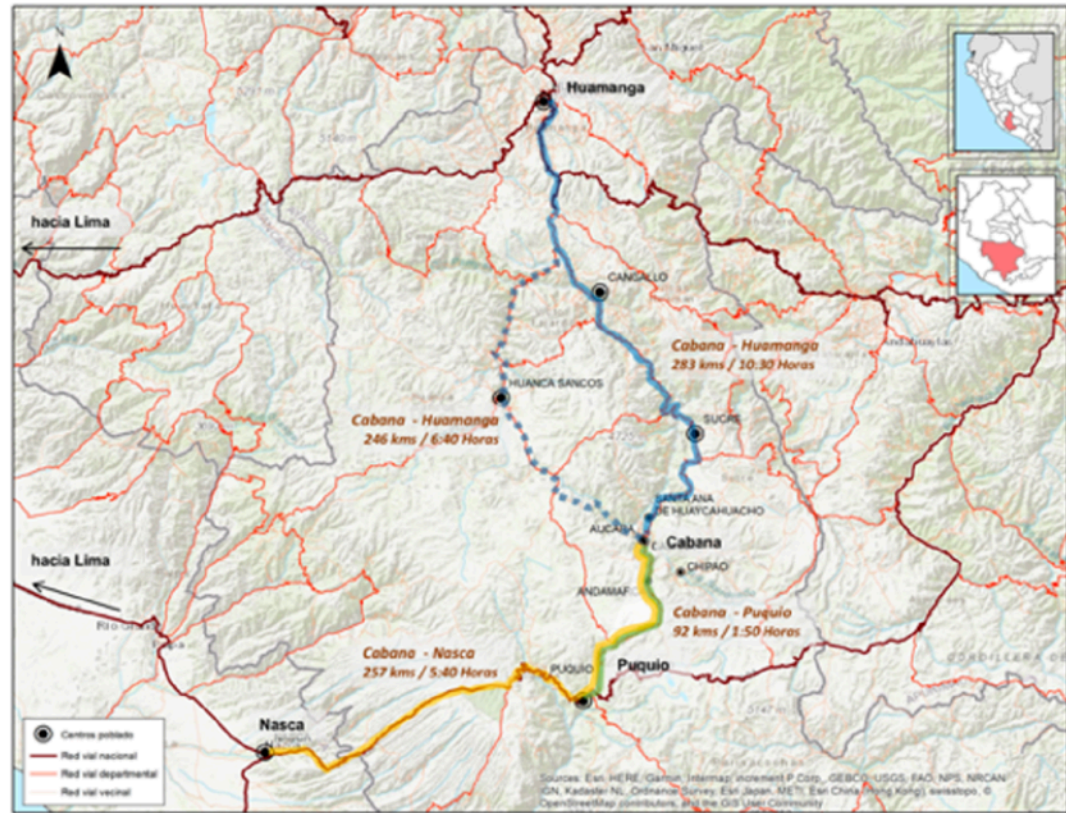 N
Huamanga
hacia Lima
CANGALLO
Cabana - Huamanga
283 kms / 10:30 Horas
HUANCA SANCOS
Cabana - Huamanga
246 kms / 6:40 Horas
SUCRE
SANTA ANA
DE HUAYCAHUACHO
AUCARA
Cabana
CHIPAO
hacia Lima
Cabana - Puquio
92 kms / 1:50 Horas
Cabana - Nasca
257 kms / 5:40 Horas
PUQUIO
Puquio
Nasca
Centros poblado
Red vial nacional
Red vial departmental
Red vial vecinal
Sources: Esri, HERE, Garmin, Intermap, increment P Corp., GEBCO, USGS, FAO, NPS, NRCAN,
IGN, Kadaster NL, Ordnance Survey, Esri Japan, METI, Esri China (Hong Kong), swisstopo, ©
OpenStreetMap contributors, and the GIS User Community